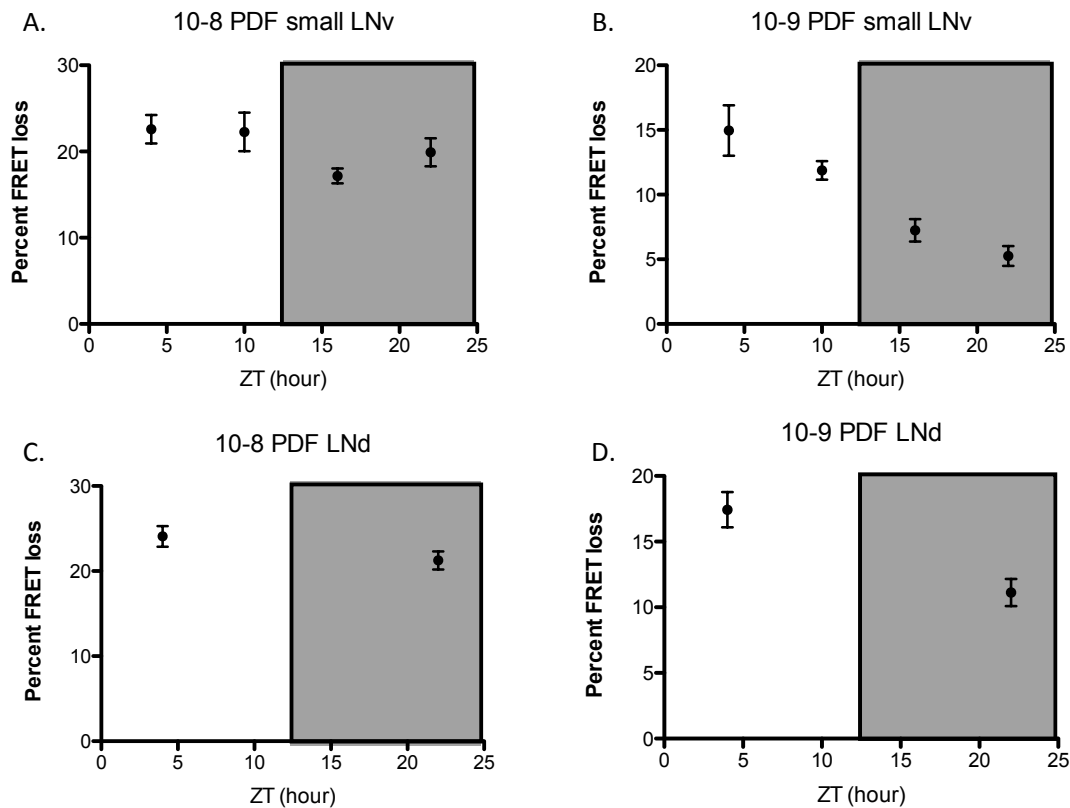 A.
10-8 PDF small LNv
Percent FRET loss
30
20
10
0
0 5 10 15 20 25
ZT (hour)
B.
10-9 PDF small LNv
Percent FRET loss
20
15
10
5
0
0 5 10 15 20 25
ZT (hour)
C.
10-8 PDF LNd
Percent FRET loss
30
20
10
0
0 5 10 15 20 25
ZT (hour)
D.
10-9 PDF LNd
Percent FRET loss
20
15
10
5
0
0 5 10 15 20 25
ZT (hour)